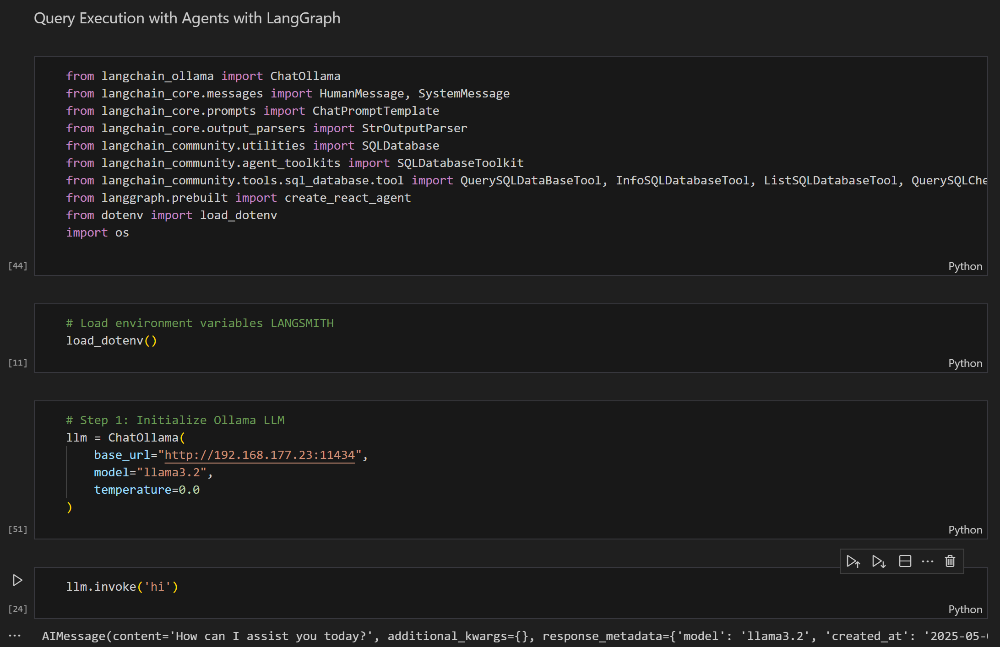 Query Execution with Agents with LangGraph
from langchain_ollama import ChatOllama
from langchain_core.messages import HumanMessage, SystemMessage
from langchain_core.prompts import ChatPromptTemplate
from langchain_core.output_parsers import StrOutputParser
from langchain_community.utilities import SQLDatabase
from langchain_community.agent_toolkits import SQLDatabaseToolkit
from langchain_community.tools.sql_database.tool import QuerySQLDataBaseTool, InfoSQLDatabaseTool, ListSQLDatabaseTool, QuerySQLChe
from langgraph.prebuilt import create_react_agent
from dotenv import load_dotenv
import os
[44]
Python
# Load environment variables LANGSMITH
load_dotenv()
[11]
Python
# Step 1: Initialize Ollama LLM
llm = ChatOllama(
    base_url="http://192.168.177.23:11434",
    model="llama3.2",
    temperature=0.0
)
[51]
Python
llm.invoke('hi')
[24]
Python
AIMessage(content='How can I assist you today?', additional_kwargs={}, response_metadata={'model': 'llama3.2', 'created_at': '2025-05-